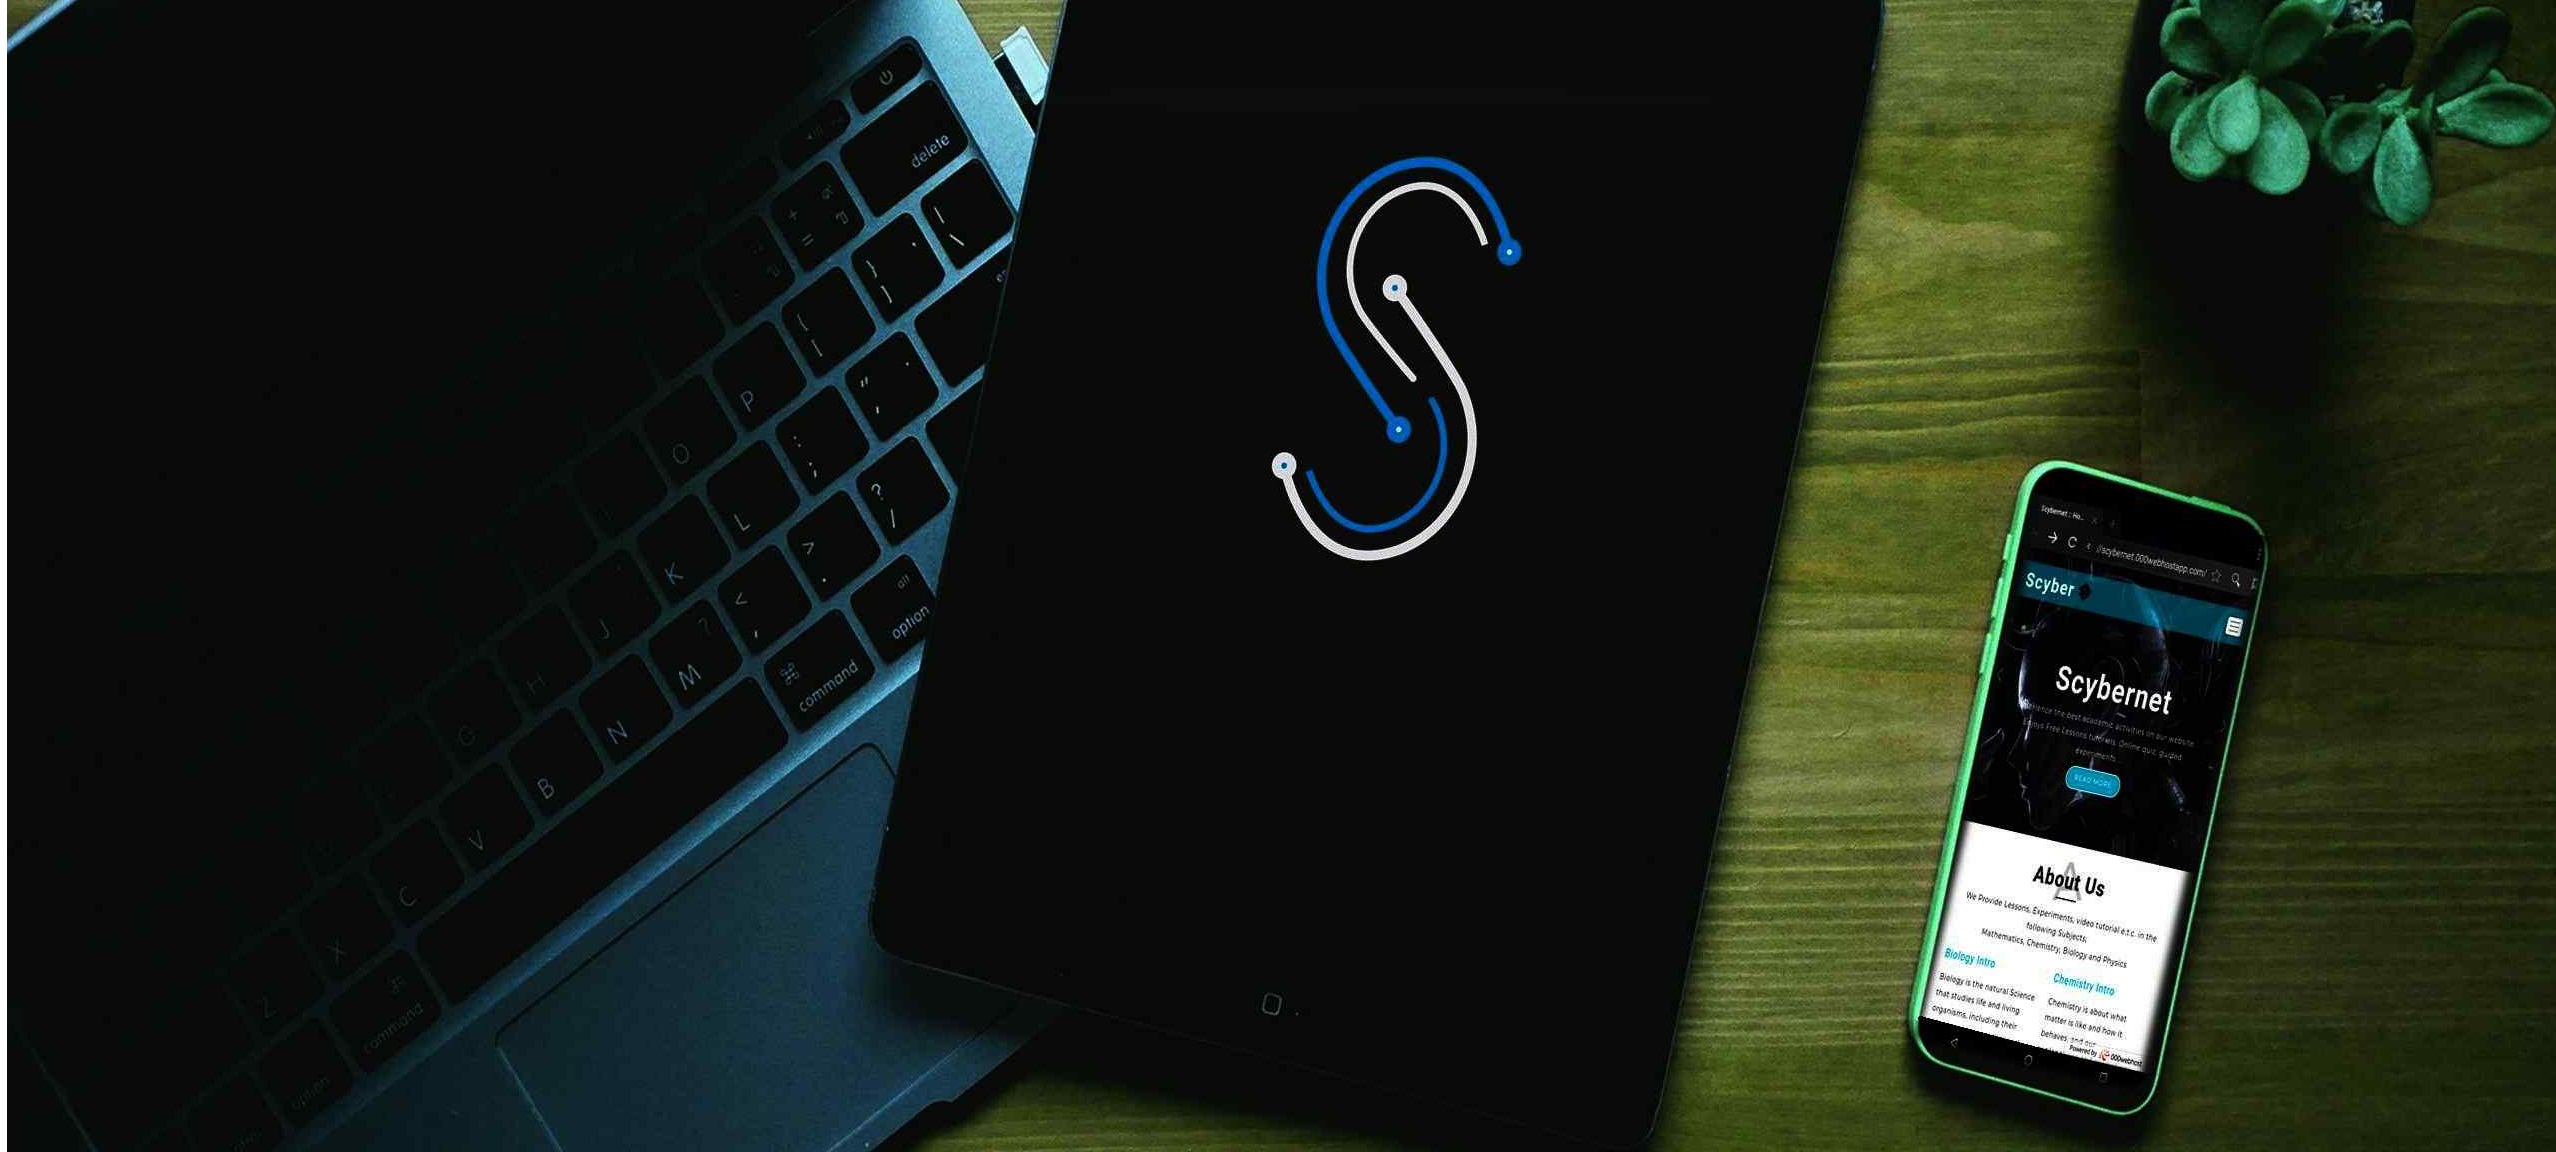 delete
P
O
L
K
J
H
G
M
N
B
V
C
X
Z
?
/
>
.
<
,
alt
option
command
command
option
Scybernet : Ho...
//scybernet.000webhostapp.com/
Scyber
Scybernet
the best academic activities on our website
Free Lessons tutorials, Online quiz, guided
experiments
READ MORE
A
About Us
We Provide Lessons, Experiments, video tutorial e.t.c. in the
following Subjects;
Mathematics, Chemistry, Biology and Physics
Biology Intro
Biology is the natural Science
that studies life and living
organisms, including their
Chemistry Intro
Chemistry is about what
matter is like and how it
behaves, and our
Powered by 000webhost